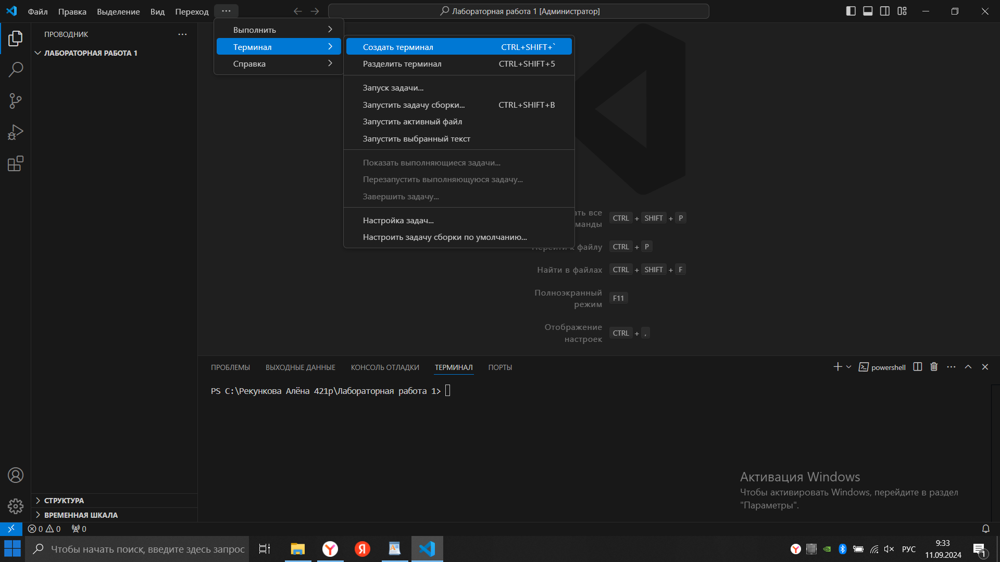 Файл Правка Выделение Вид Переход ··· Лабораторная работа 1 [Администратор]
ПРОВОДНИК
ЛАБОРАТОРНАЯ РАБОТА 1
Выполнить
Терминал
Справка
Создать терминал CTRL+SHIFT+`
Разделить терминал CTRL+SHIFT+5
Запуск задачи...
Запустить задачу сборки... CTRL+SHIFT+B
Запустить активный файл
Запустить выбранный текст
Показать выполняющиеся задачи...
Перезапустить выполняющуюся задачу...
Завершить задачу...
Настройка задач...
Настроить задачу сборки по умолчанию...
ать все
манды CTRL + SHIFT + P
Перейти к файлу CTRL + P
Найти в файлах CTRL + SHIFT + F
Полноэкранный
режим F11
Отображение
настроек CTRL + ,
ПРОБЛЕМЫ ВЫХОДНЫЕ ДАННЫЕ КОНСОЛЬ ОТЛАДКИ ТЕРМИНАЛ ПОРТЫ powershell
PS C:\Рекункова Алёна 421р\Лабораторная работа 1>
Активация Windows
Чтобы активировать Windows, перейдите в раздел
"Параметры".
СТРУКТУРА
ВРЕМЕННАЯ ШКАЛА
0 0 0
Чтобы начать поиск, введите здесь запрос
РУС
9:33
11.09.2024
1